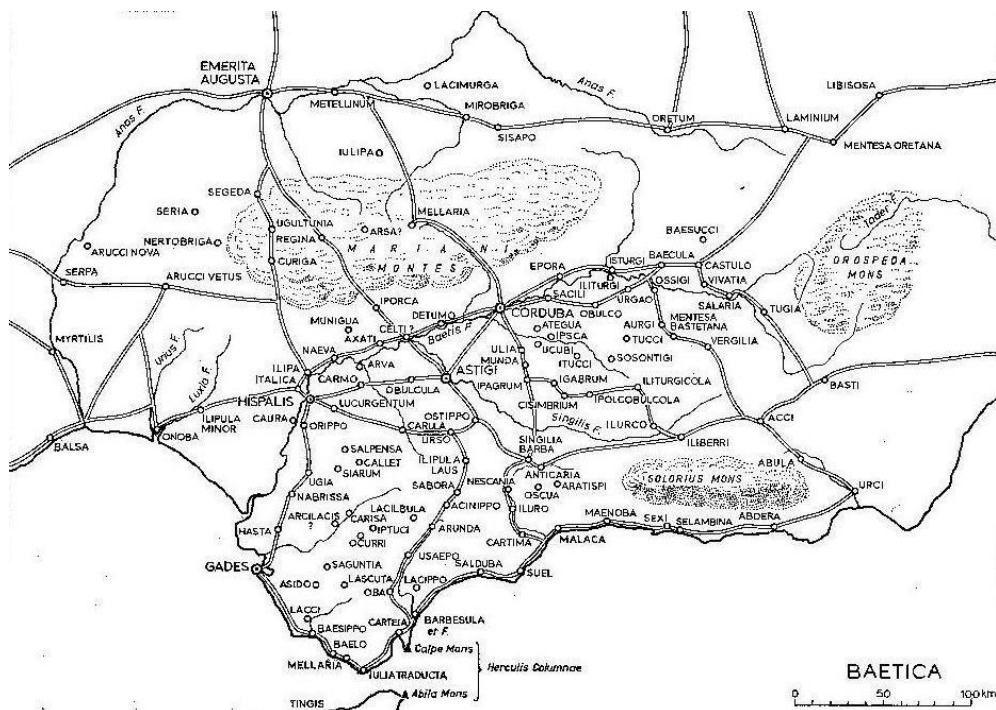 EMERITA
AUGUSTA
Anas F.
METELLINUM
LACIMURGA
MIROBRIGA
SISAPO
Anas F.
ORETUM
LAMINIUM
LIBISOSA
MENTESA ORETANA
IULIPA
SEGEDA
SERIA
NERTOBRIGA
ARUCCI NOVA
SERPA
ARUCCI VETUS
UGULTUNIA
REGINA
CURIGA
ARSA?
MELLARIA
MARIANI
MONTES
BAESUCCI
Tader F.
OROSPEDA
MONS
EPORA
ISTURGI
ILITURGI
BAECULA
OSSIGI
CASTULO
VIVATIA
SALARIA
TUGIA
SACILI
URGAO
OBULCO
CORDUBA
IPORCA
DETUMO
Baetis F.
CELTI?
MUNIGUA
AXATI
MYRTILIS
Urius F.
Luxia F.
NAEVA
ARVA
ILIPA
ITALICA
CARMO
OBULCULA
ASTIGI
ULIA
MUNDA
ATEGUA
IPSCA
UCUBI
ITUCCI
AURGI
TUCCI
SOSONTIGI
MENTESA
BASTETANA
VERGILIA
BASTI
IPAGRUM
IGABRUM
CISIMBRIUM
ILITURGICOLA
IPOLCOBULCOLA
HISPALIS
LUCURGENTUM
CAURA
ORIPPO
ILIPULA
MINOR
ONOBA
BALSA
CARULA
URSO
OSTIPPO
Singilis F.
ILURCO
ILIBERRI
ACCI
SINGILIA
BARBA
ANTICARIA
ABULA
URCI
SALPENSA
CALLET
SIARUM
ILIPULA
LAUS
UGIA
NABRISSA
SABORA
NESCANIA
OSCUA
ARATISPI
SOLORIUS MONS
ACINIPPO
ILURO
ARCILACIS
?
CARISA
LACILBULA
IPTUCI
CURRI
ARUNDA
HASTA
CARTIMA
MALACA
MAENOBA
SEXI
SELAMBINA
ABDERA
GADES
SAGUNTIA
USAEPO
ASIDO
LASCUTA
OBA
LACIPPO
SALDUBA
SUEL
LACCI
BAESIPPO
BAELO
MELLARIA
CARTEIA
BARBESULA
et F.
Calpe Mons
IULIA TRADUCTA
Abila Mons
Herculis Columnae
TINGIS
BAETICA
0 50 100 km